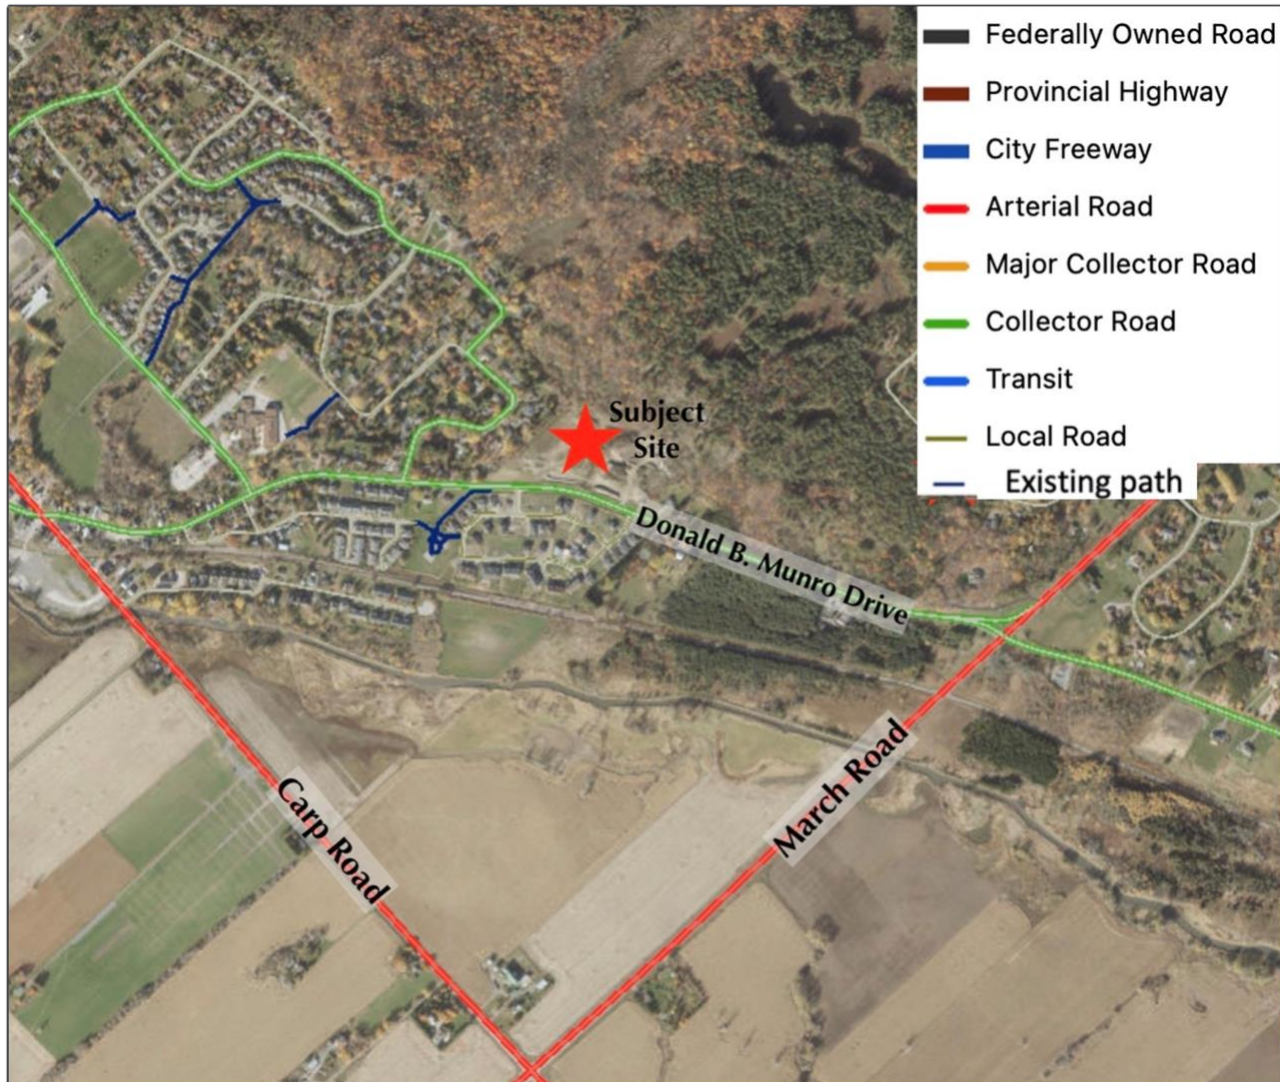 Federally Owned Road
Provincial Highway
City Freeway
Arterial Road
Major Collector Road
Collector Road
Transit
Local Road
Existing path
Subject
Site
Donald B. Munro Drive
March Road
Carp Road